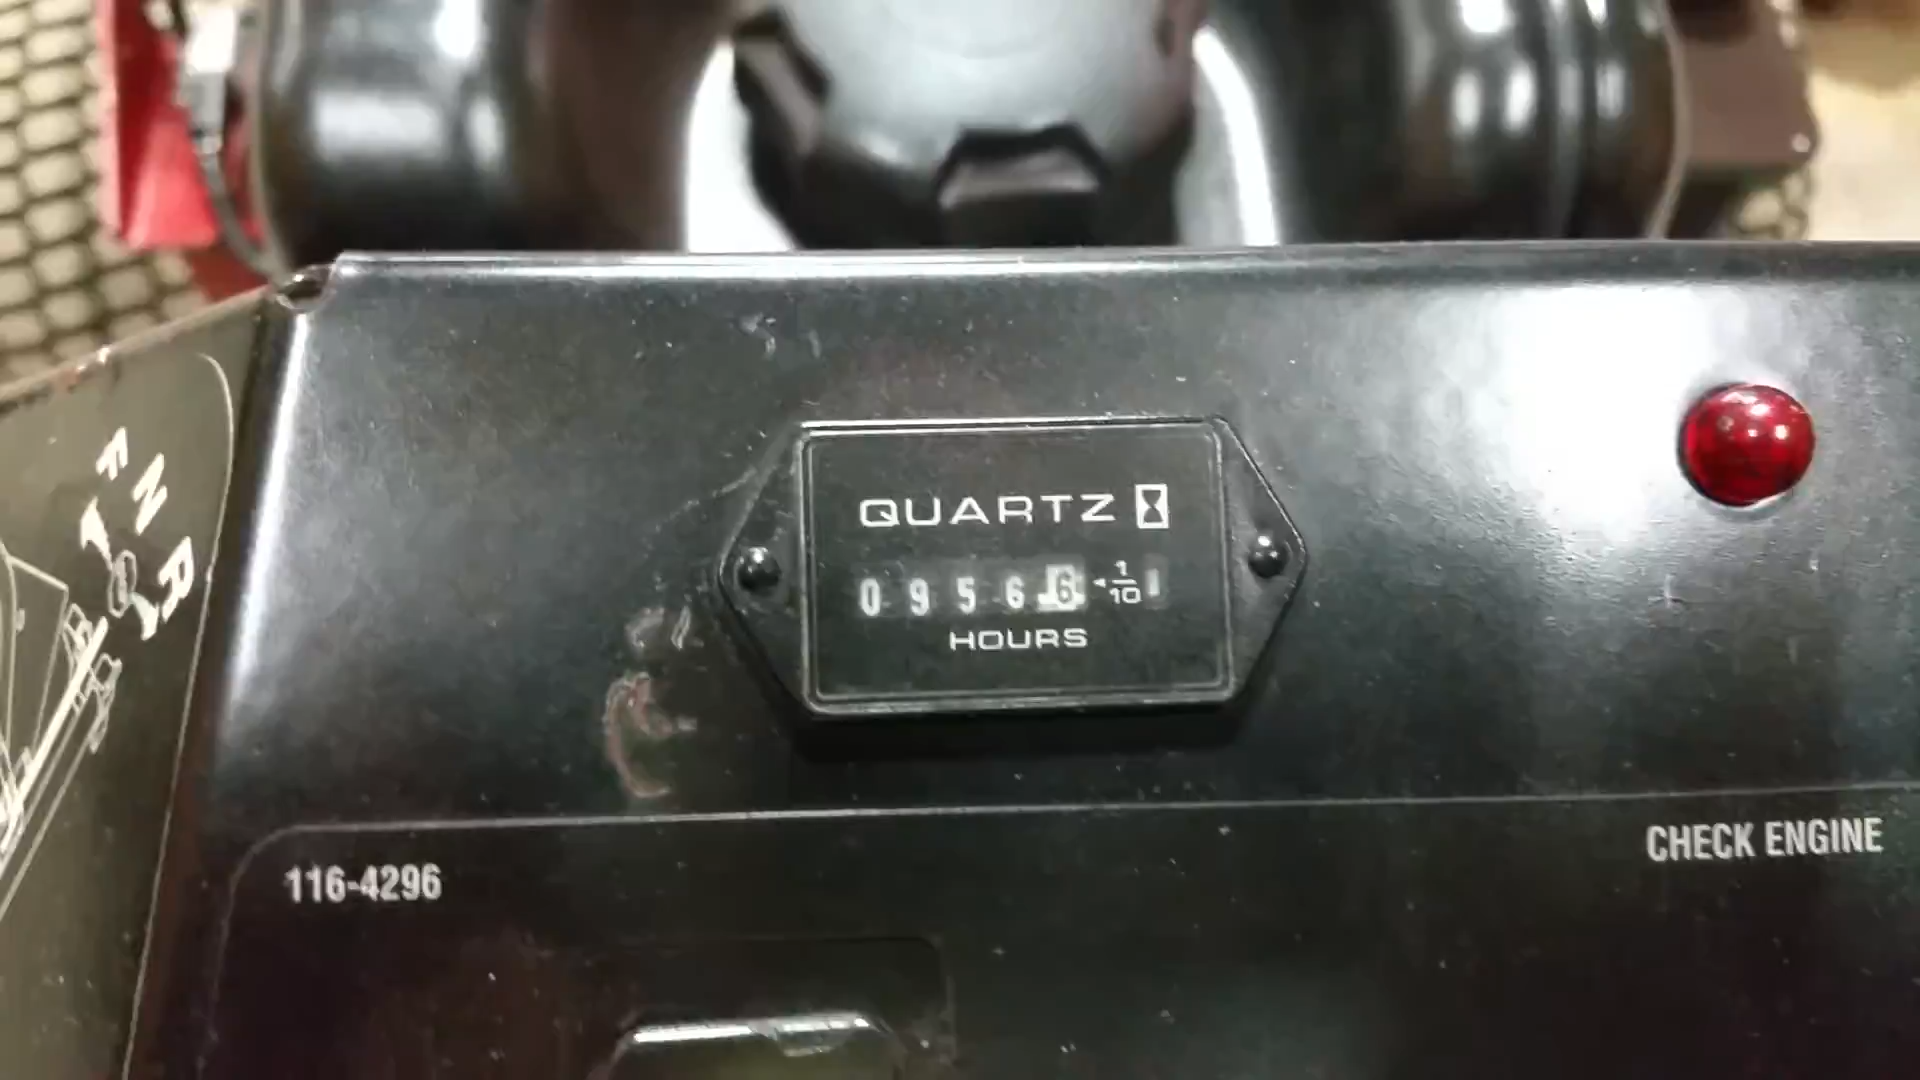 QUARTZ
0 9 5 6 6 1/10
HOURS
F N R
116-4296
CHECK ENGINE